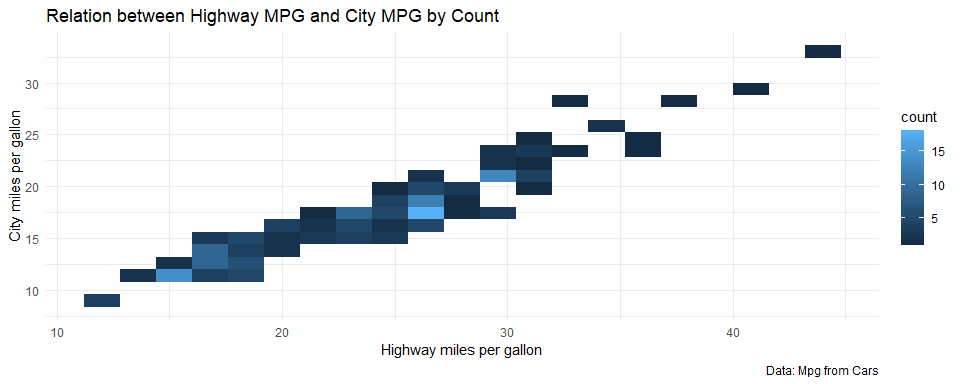 Relation between Highway MPG and City MPG by Count
City miles per gallon
30
25
20
15
10
10
20
30
40
Highway miles per gallon
count
15
10
5
Data: Mpg from Cars